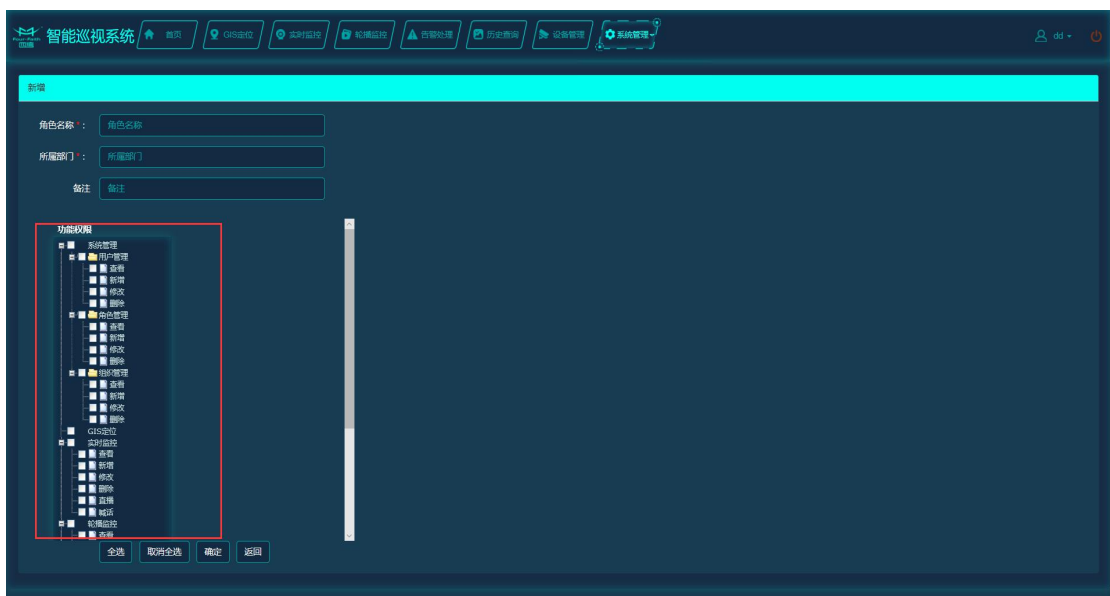 智能巡视系统 首页 GIS定位 实时监控 轮播监控 告警处理 历史查询 设备管理 系统管理 dd
Four-Faith
四信
新增
角色名称*： 角色名称
所属部门*： 所属部门
备注 备注
功能权限
系统管理
用户管理
查看
新增
修改
删除
角色管理
查看
新增
修改
删除
组织管理
查看
新增
修改
删除
GIS定位
实时监控
查看
新增
修改
删除
直播
喊话
轮播监控
查看
全选 取消全选 确定 返回